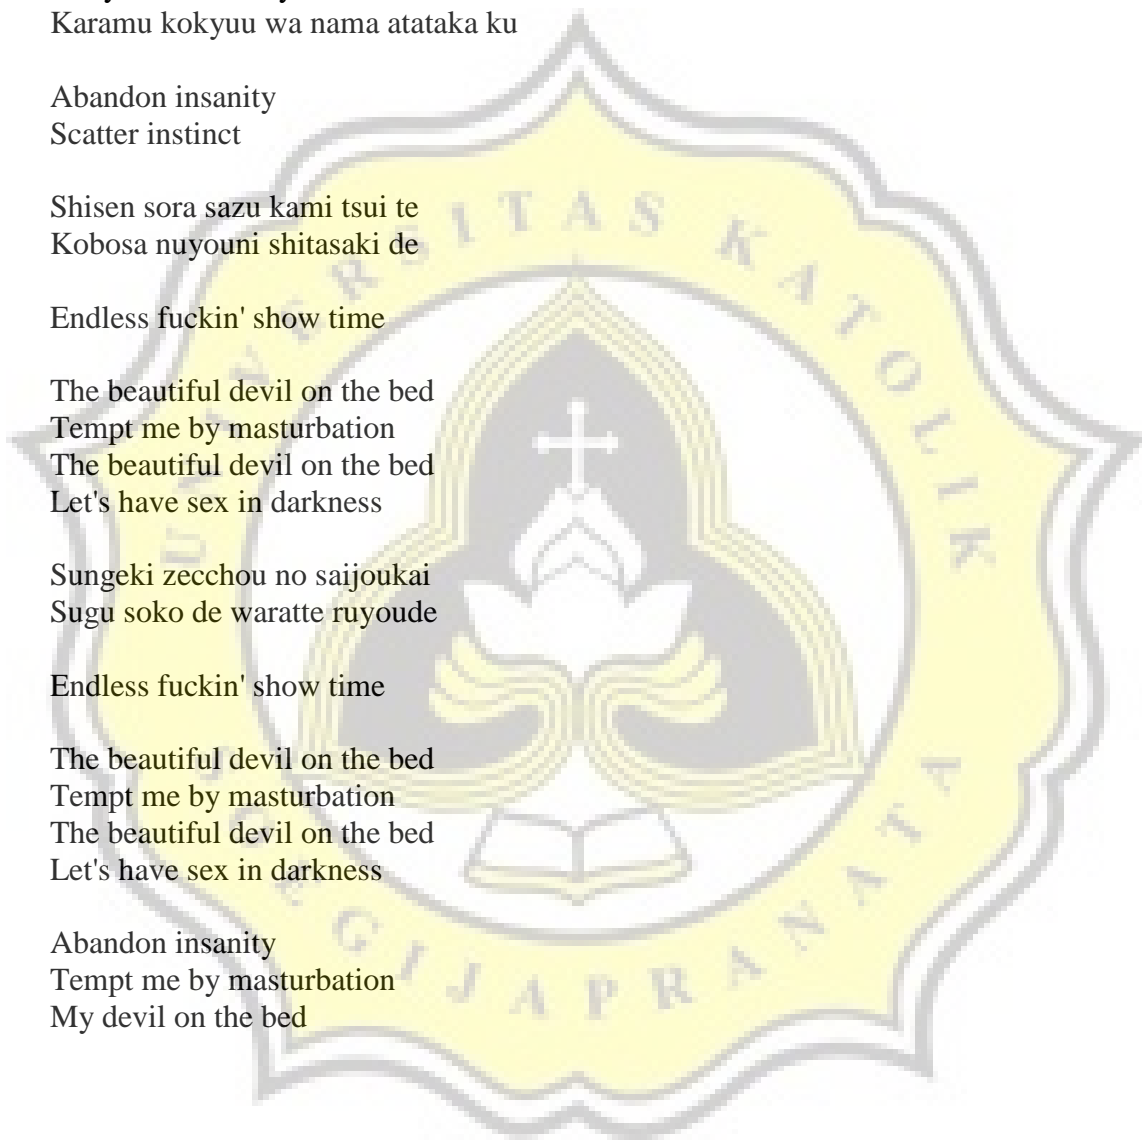 Karamu kokyuu wa nama atataka ku
Abandon insanity
Scatter instinct
Shisen sora sazu kami tsui te
Kobosa nuyouni shitasaki de
Endless fuckin' show time
The beautiful devil on the bed
Tempt me by masturbation
The beautiful devil on the bed
Let's have sex in darkness
Sungeki zecchou no saijoukai
Sugu soko de waratte ruyoude
Endless fuckin' show time
The beautiful devil on the bed
Tempt me by masturbation
The beautiful devil on the bed
Let's have sex in darkness
Abandon insanity
Tempt me by masturbation
My devil on the bed
UNIVERSITAS KATOLIK
SOEGIJAPRANATA